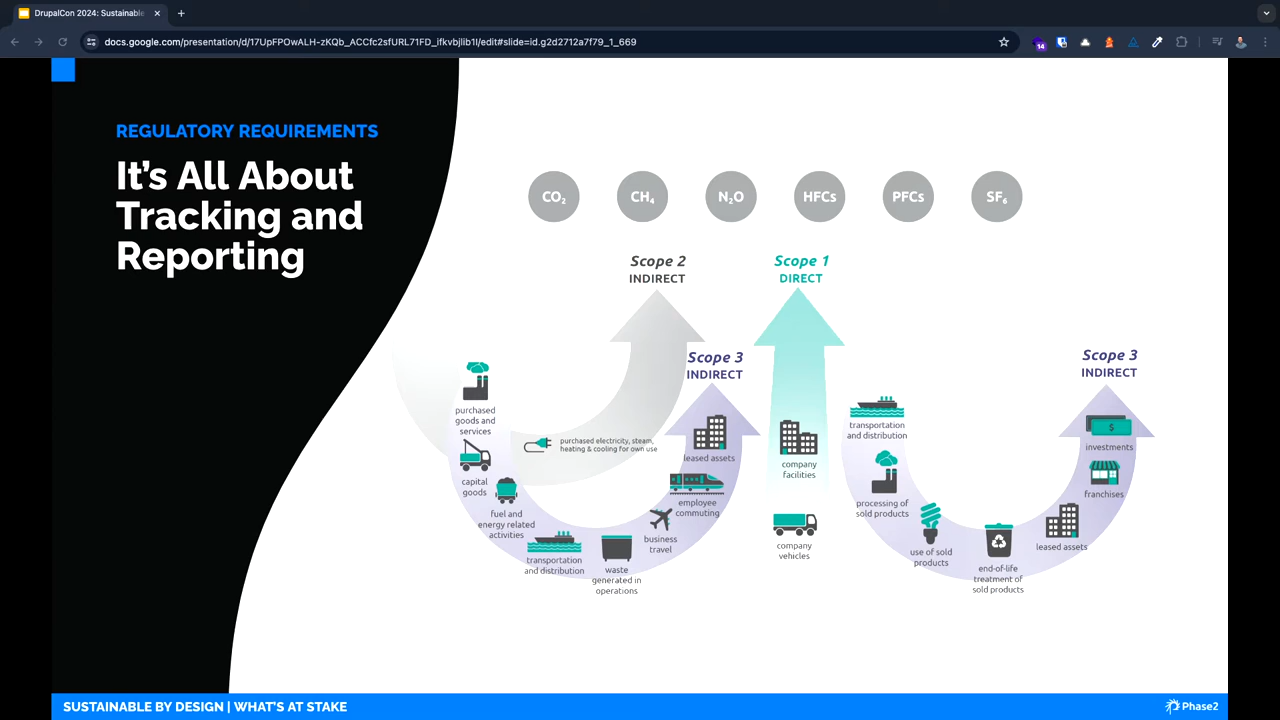 DrupalCon 2024: Sustainable
docs.google.com/presentation/d/17UpFPOwALH-zKQb_ACCfc2sfURL71FD_ifkvbjlib1I/edit#slide=id.g2d2712a7f79_1_669
14
REGULATORY REQUIREMENTS
It's All About
Tracking and
Reporting
CO₂
CH₄
N₂O
HFCs
PFCs
SF₆
Scope 2
INDIRECT
Scope 1
DIRECT
Scope 3
INDIRECT
Scope 3
INDIRECT
purchased
goods and
services
capital
goods
fuel and
energy related
activities
transportation
and distribution
waste
generated in
operations
business
travel
employee
commuting
leased assets
purchased electricity, steam,
heating & cooling for own use
company
facilities
company
vehicles
transportation
and distribution
processing of
sold products
use of sold
products
end-of-life
treatment of
sold products
leased assets
franchises
investments
$
SUSTAINABLE BY DESIGN | WHAT'S AT STAKE
Phase2